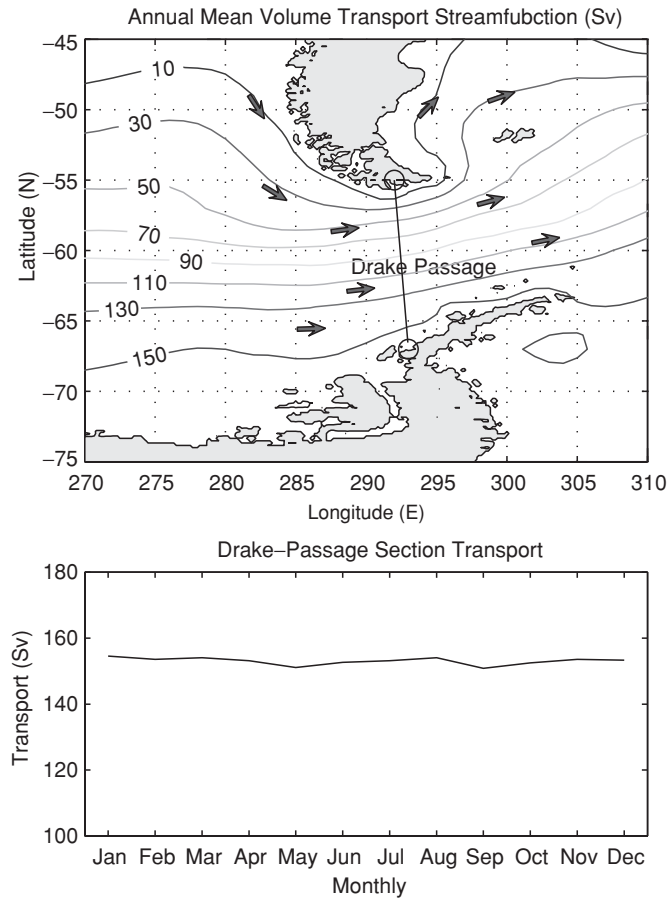 Annual Mean Volume Transport Streamfubction (Sv)
−45
−50
−55
−60
−65
−70
−75
Latitude (N)
10
30
50
70
90
110
130
150
Drake Passage
270 275 280 285 290 295 300 305 310
Longitude (E)
Drake−Passage Section Transport
180
160
140
120
100
Transport (Sv)
Jan Feb Mar Apr May Jun Jul Aug Sep Oct Nov Dec
Monthly